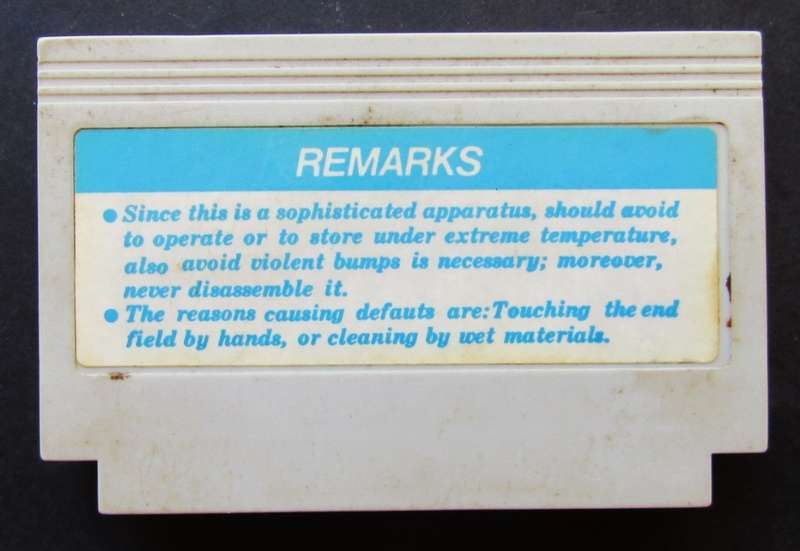 REMARKS
● Since this is a sophisticated apparatus, should avoid
to operate or to store under extreme temperature,
also avoid violent bumps is necessary; moreover,
never disassemble it.
● The reasons causing defauts are:Touching the end
field by hands, or cleaning by wet materials.